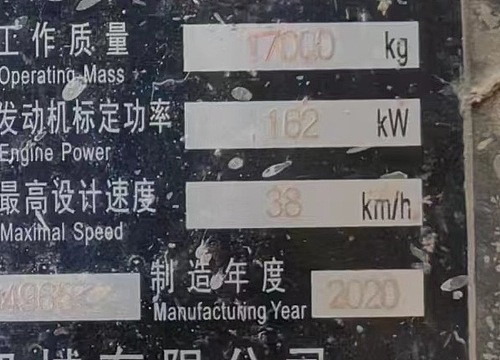 工作质量 17000 kg
Operating Mass
发动机标定功率 162 kW
Engine Power
最高设计速度 38 km/h
Maximal Speed
制造年度 2020
Manufacturing Year